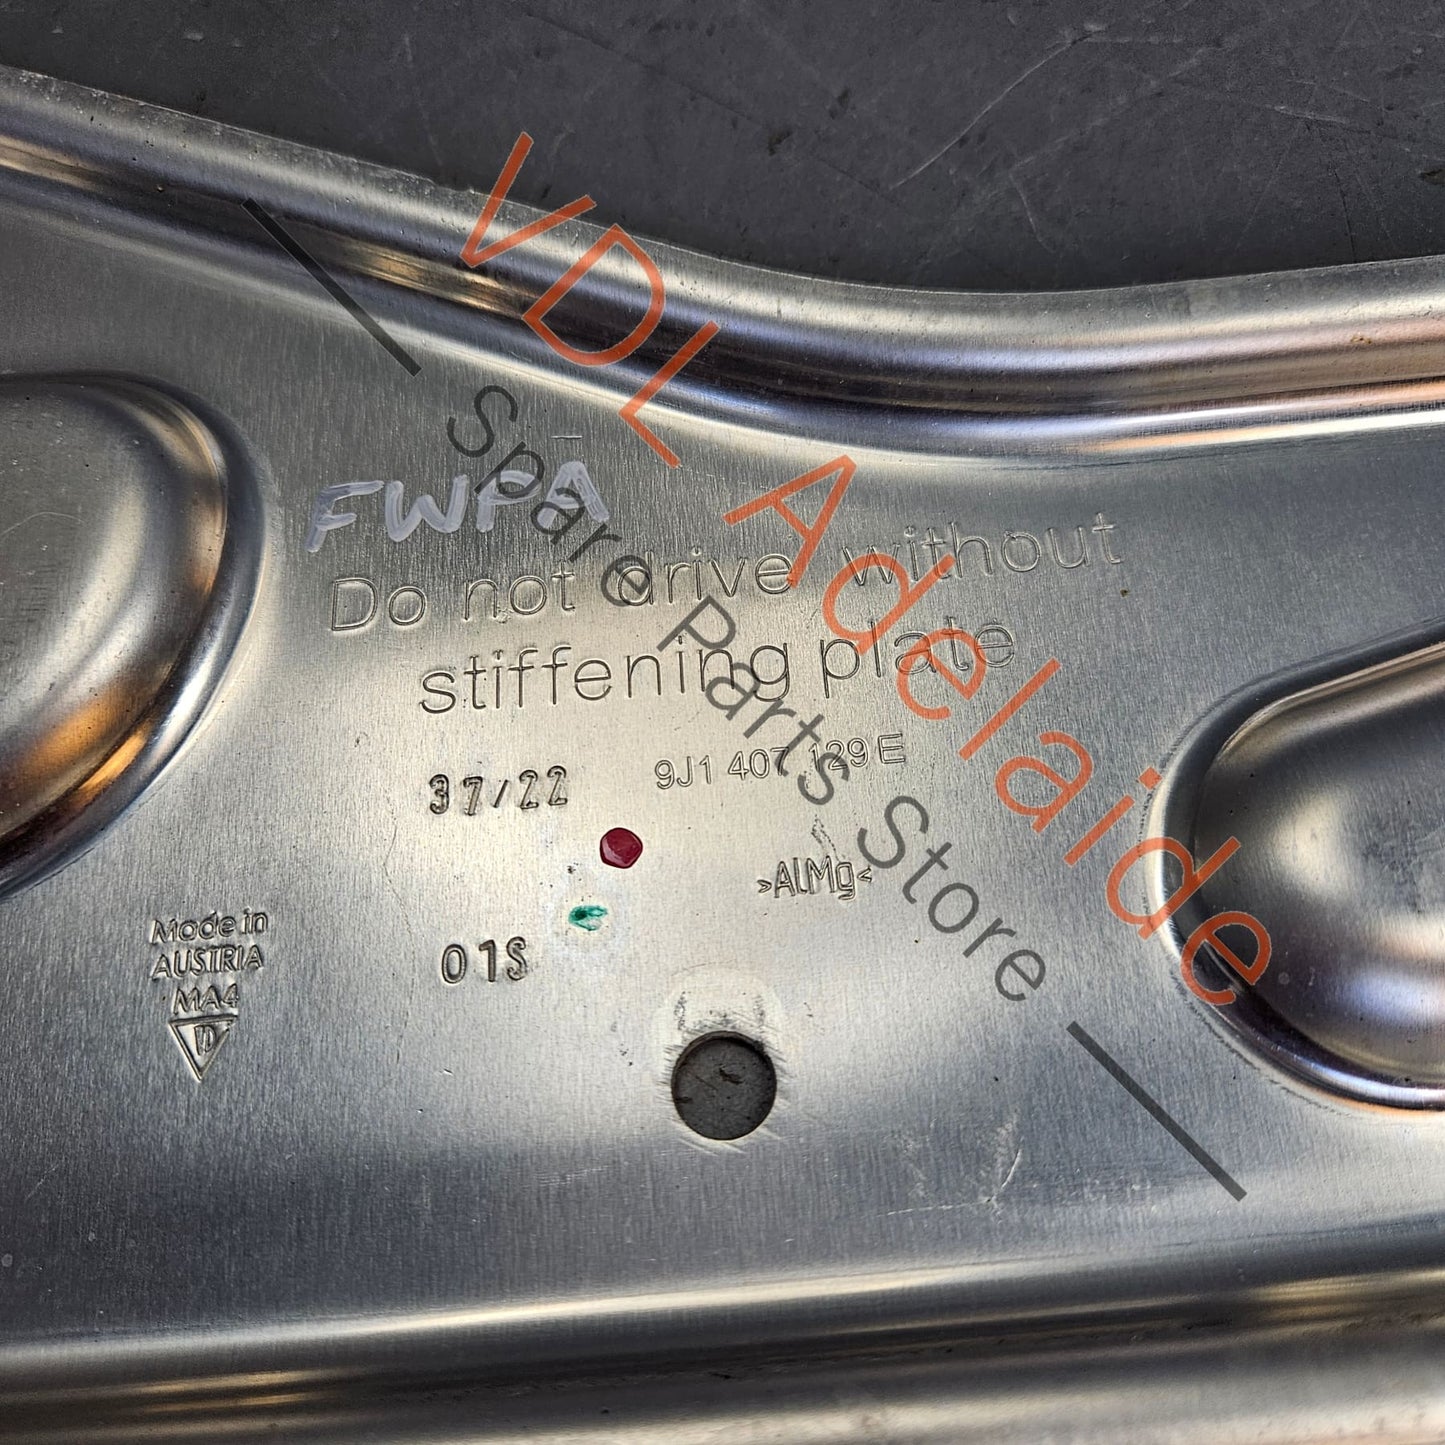 VDL Adelaide
Spare Parts Store
FWPA
Do not drive without
stiffening plate
9J1 407 129 E
37/22
>AlMg<
01S
Made in
AUSTRIA
MA4
VD